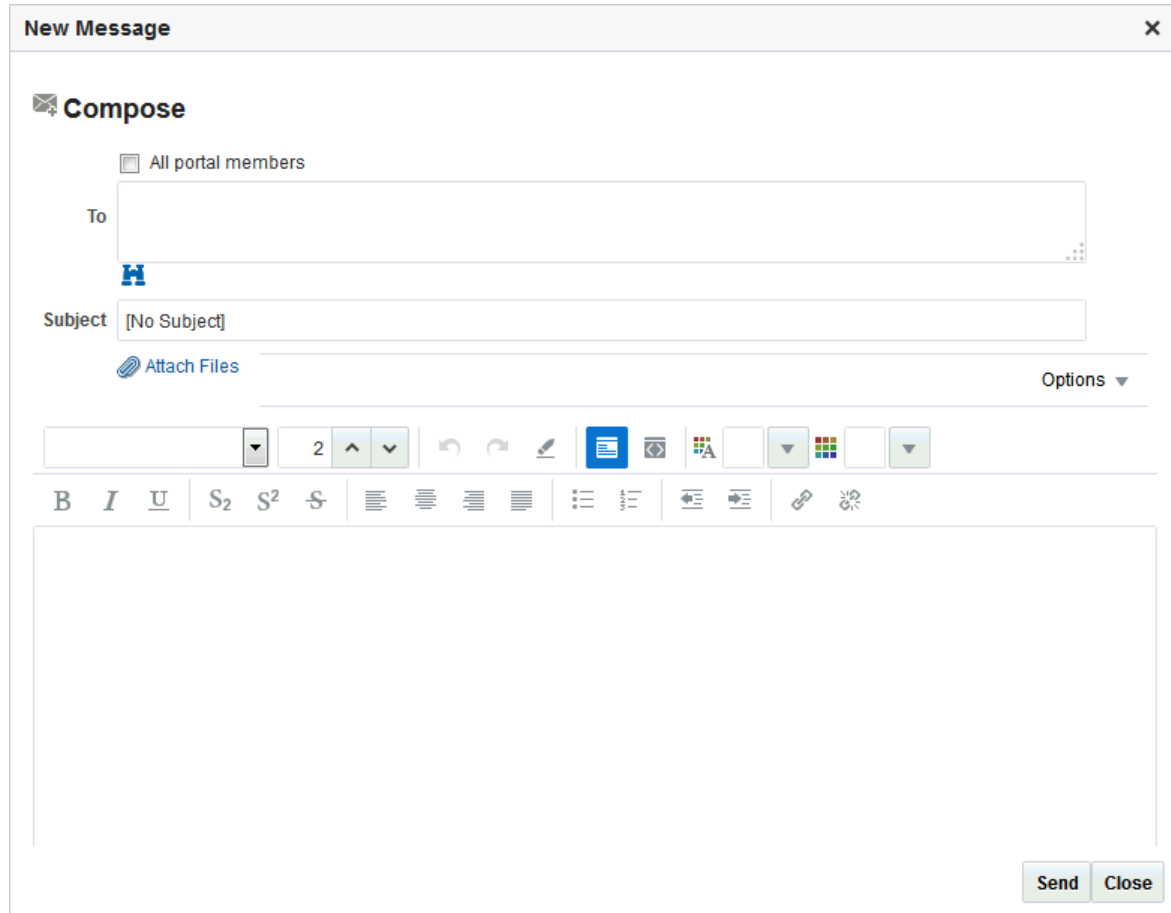 New Message
Compose
All portal members
To
Subject [No Subject]
Attach Files
Options
2
B I U S₂ S² S
Send Close